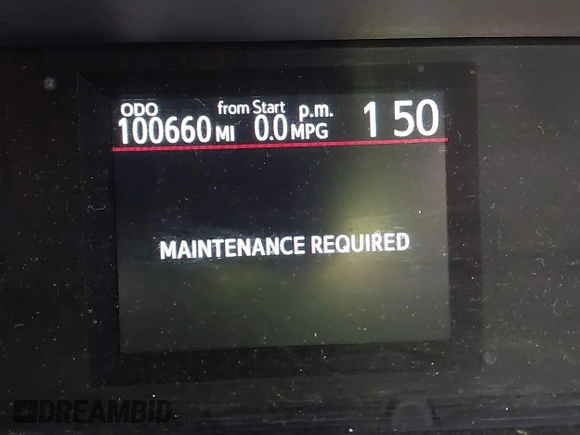 ODO from Start p.m.
100660 MI 0.0 MPG 1 50
MAINTENANCE REQUIRED
DREAMBID